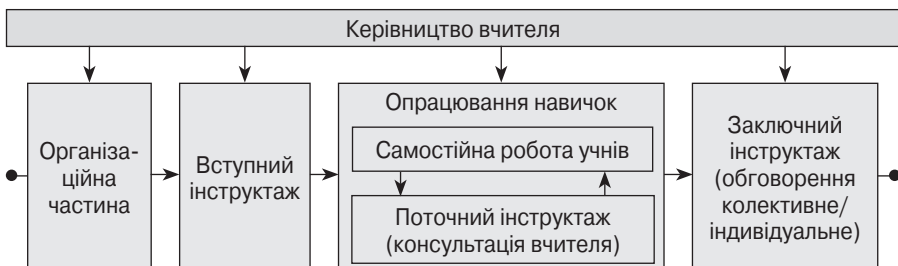 Керівництво вчителя
Організа-
ційна
частина
Вступний
інструктаж
Опрацювання навичок
Самостійна робота учнів
Поточний інструктаж
(консультація вчителя)
Заключний
інструктаж
(обговорення
колективне/
індивідуальне)